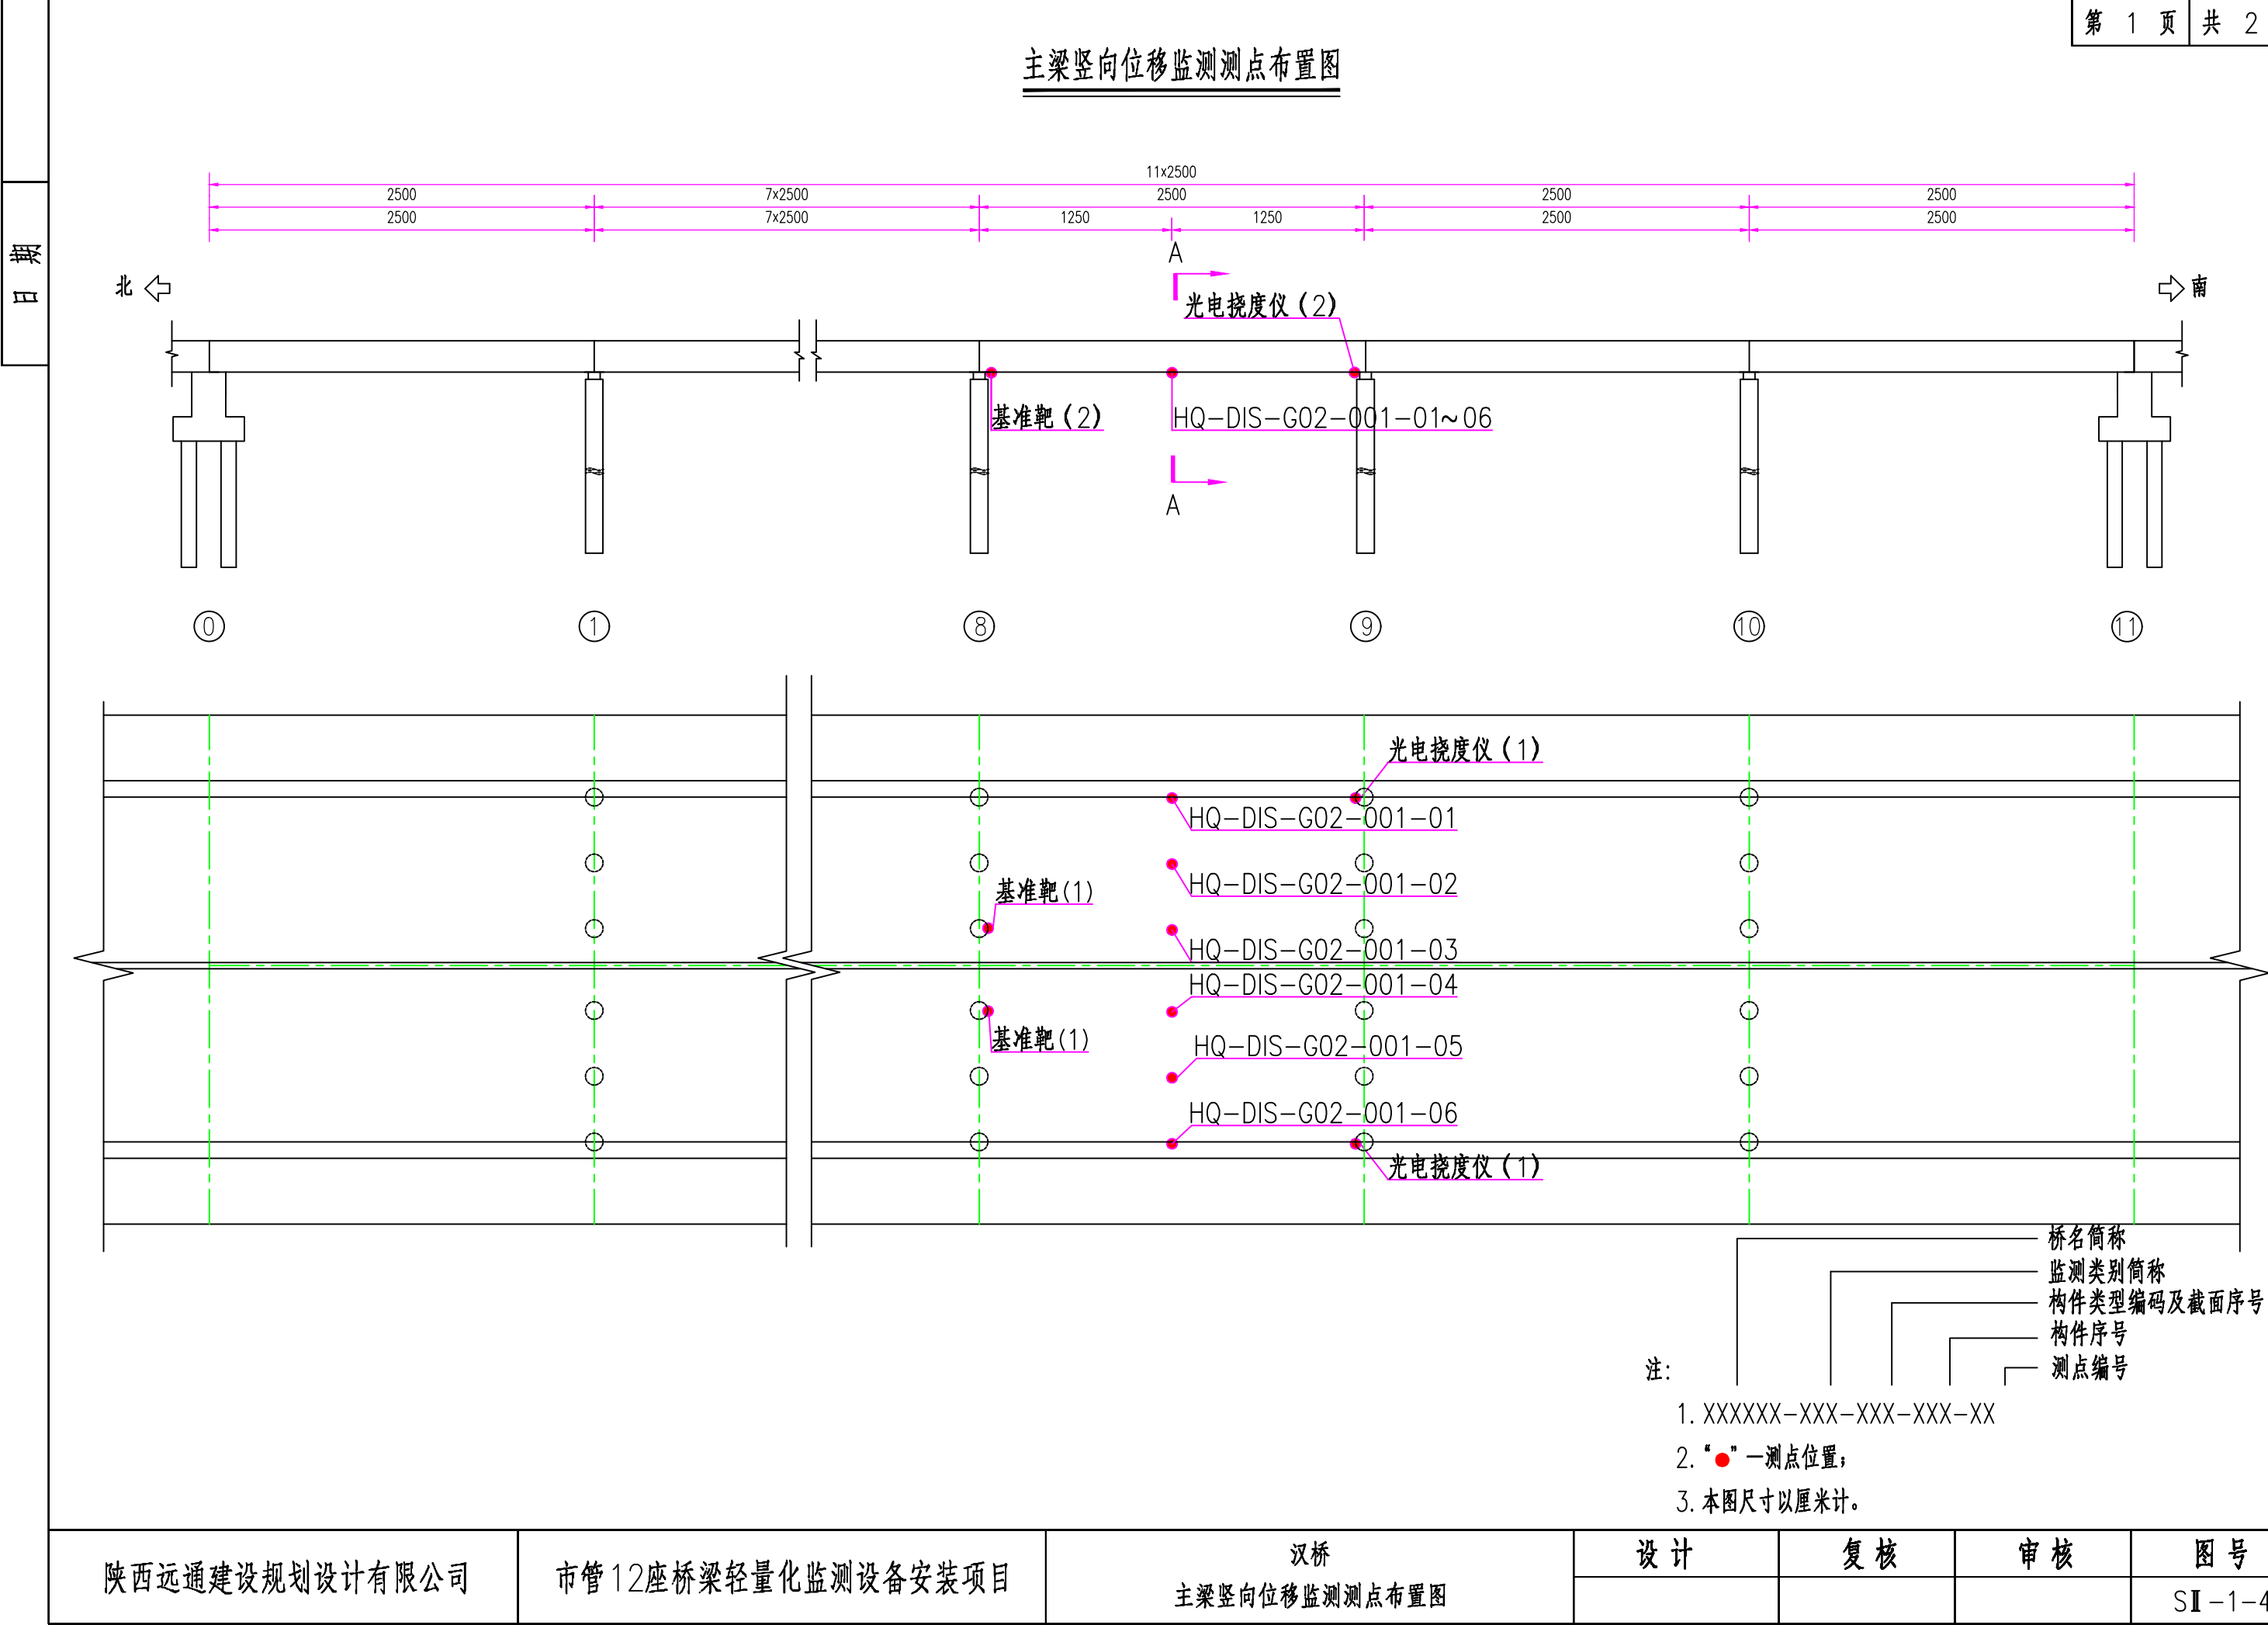 第 1 页 共 2
主梁竖向位移监测测点布置图
11x2500
2500 7x2500 2500 2500 2500
2500 7x2500 1250 1250 2500 2500
日 期
A
北
南
光电挠度仪(2)
基准靶(2)
HQ-DIS-G02-001-01~06
A
0 1 8 9 10 11
光电挠度仪(1)
HQ-DIS-G02-001-01
HQ-DIS-G02-001-02
基准靶(1)
HQ-DIS-G02-001-03
HQ-DIS-G02-001-04
基准靶(1)
HQ-DIS-G02-001-05
HQ-DIS-G02-001-06
光电挠度仪(1)
桥名简称
监测类别简称
构件类型编码及截面序号
构件序号
测点编号
注:
1. XXXXXX-XXX-XXX-XXX-XX
2. “●”—测点位置;
3. 本图尺寸以厘米计。
陕西远通建设规划设计有限公司
市管12座桥梁轻量化监测设备安装项目
汉桥
主梁竖向位移监测测点布置图
设计
复核
审核
图号
SⅡ-1-4